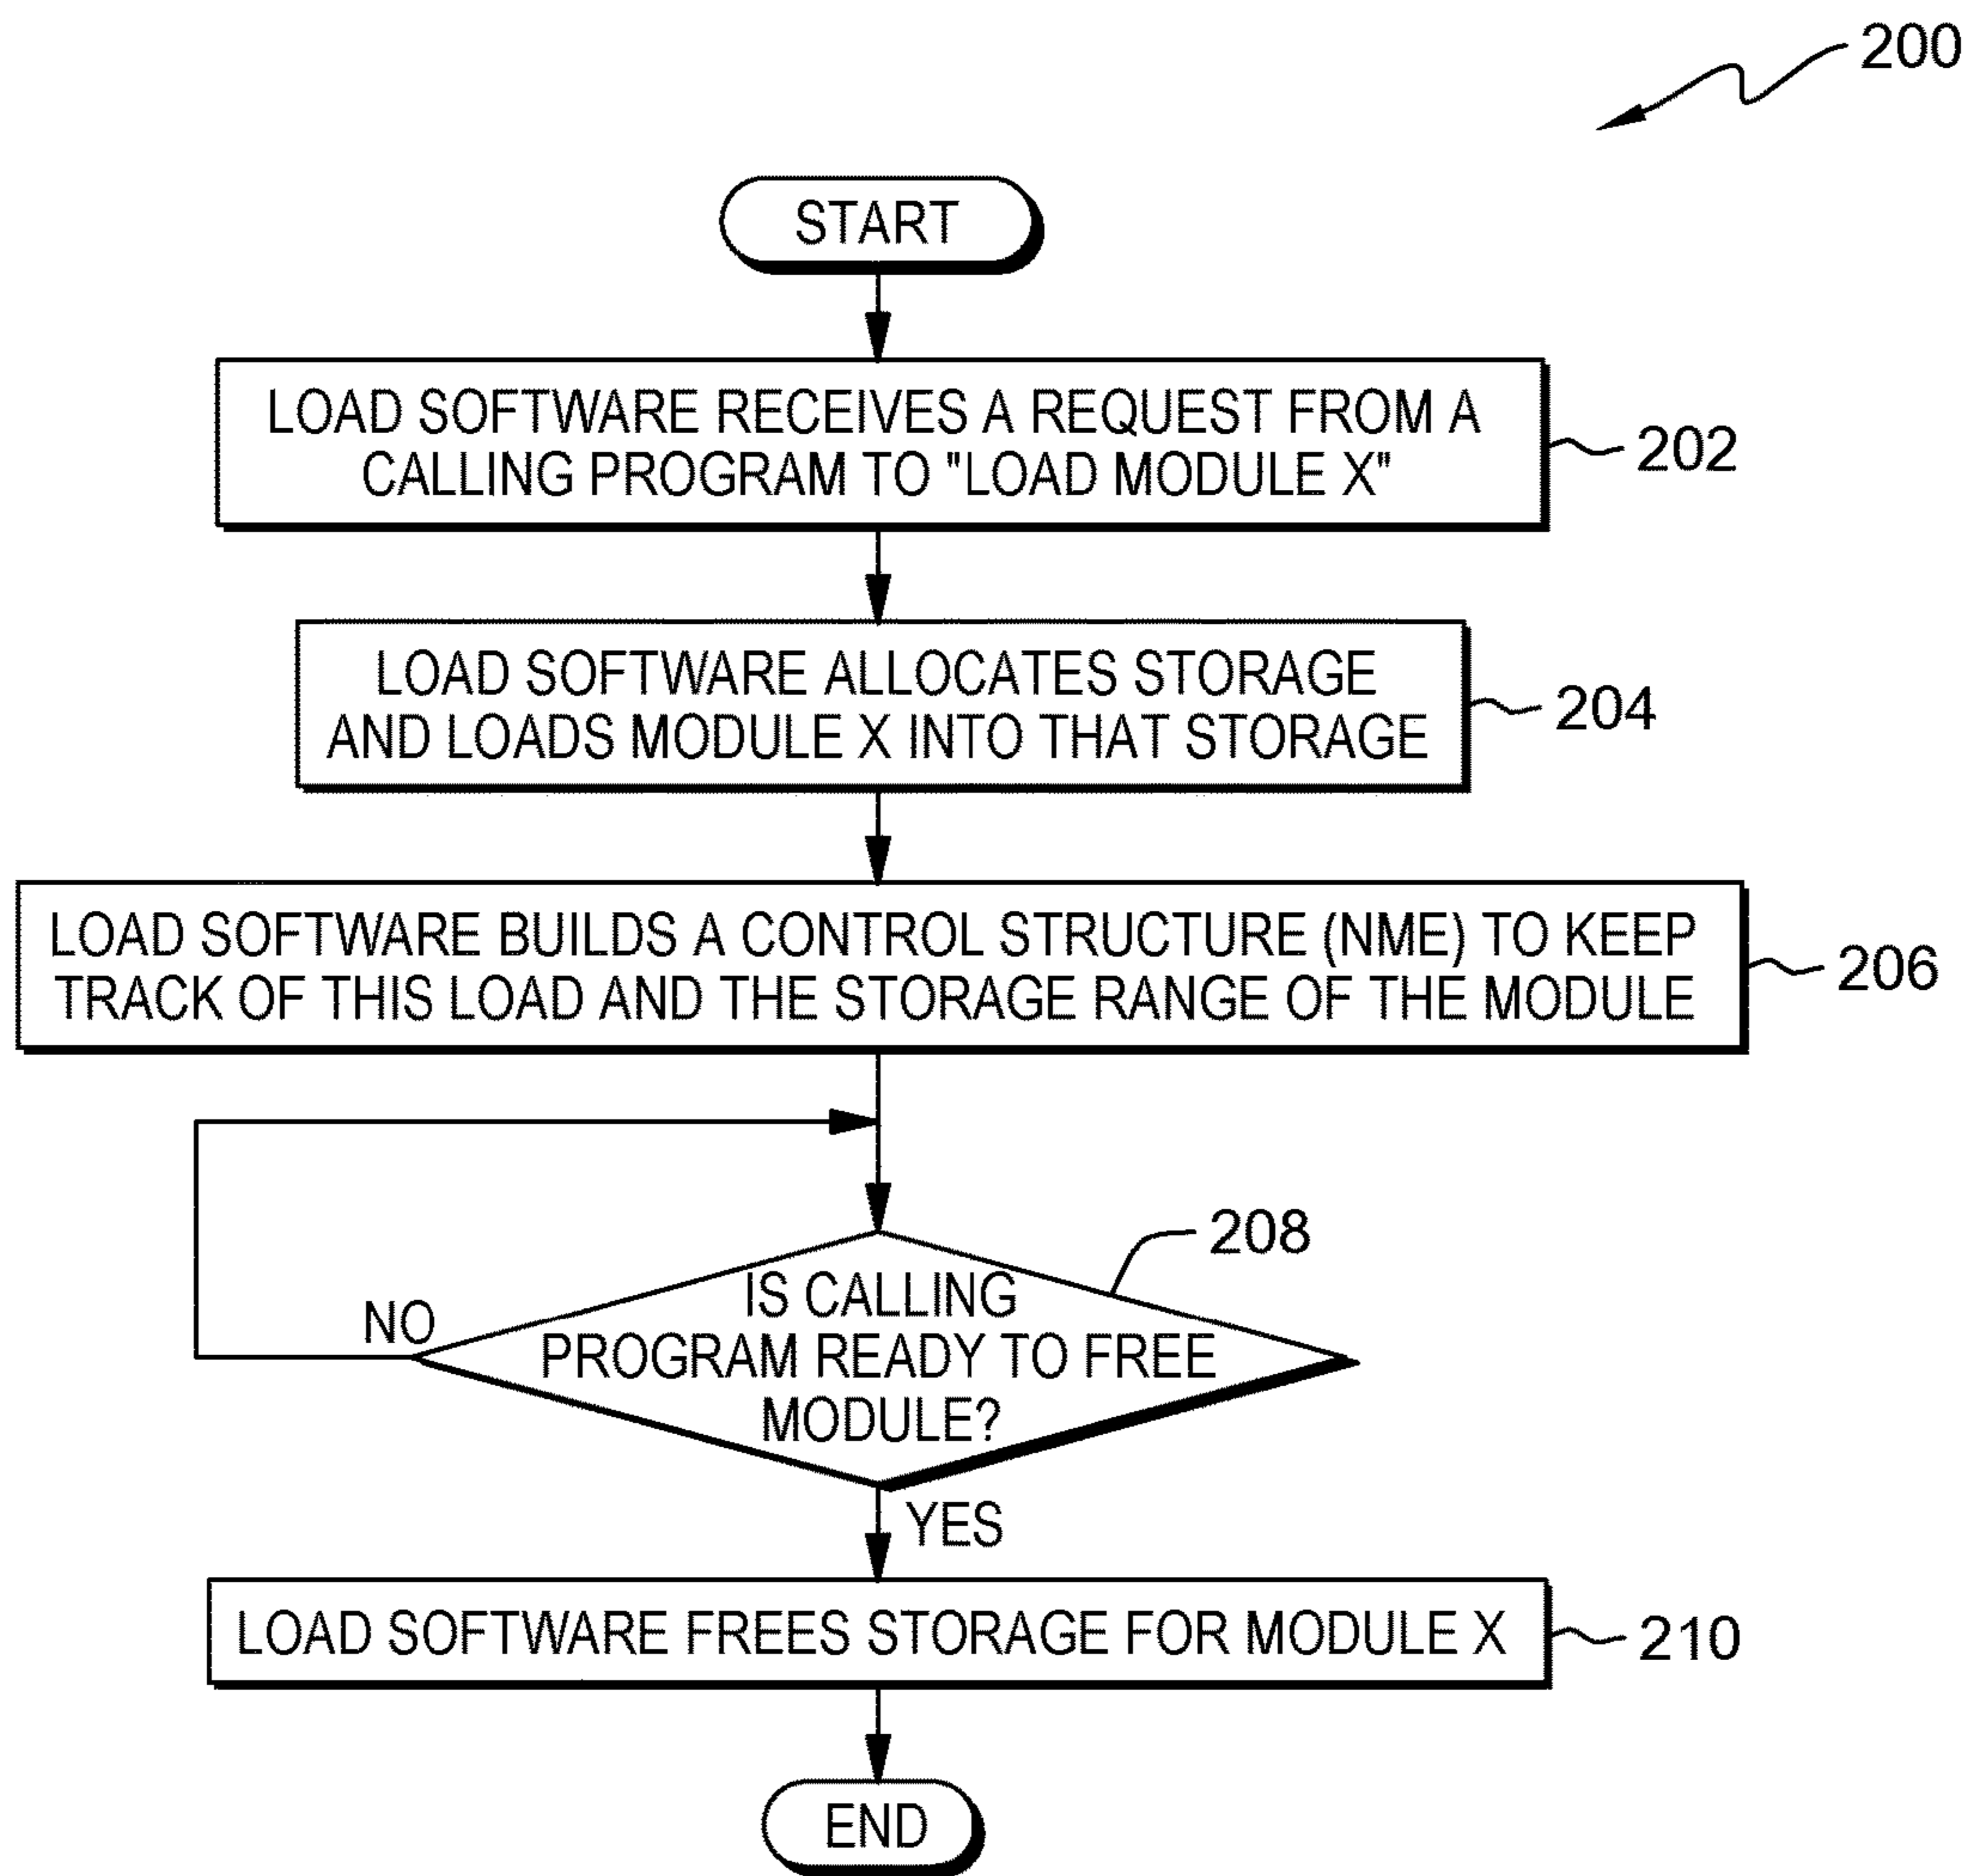 200
START
LOAD SOFTWARE RECEIVES A REQUEST FROM A
CALLING PROGRAM TO "LOAD MODULE X"
202
LOAD SOFTWARE ALLOCATES STORAGE
AND LOADS MODULE X INTO THAT STORAGE
204
LOAD SOFTWARE BUILDS A CONTROL STRUCTURE (NME) TO KEEP
TRACK OF THIS LOAD AND THE STORAGE RANGE OF THE MODULE
206
208
IS CALLING
PROGRAM READY TO FREE
MODULE?
NO
YES
LOAD SOFTWARE FREES STORAGE FOR MODULE X
210
END